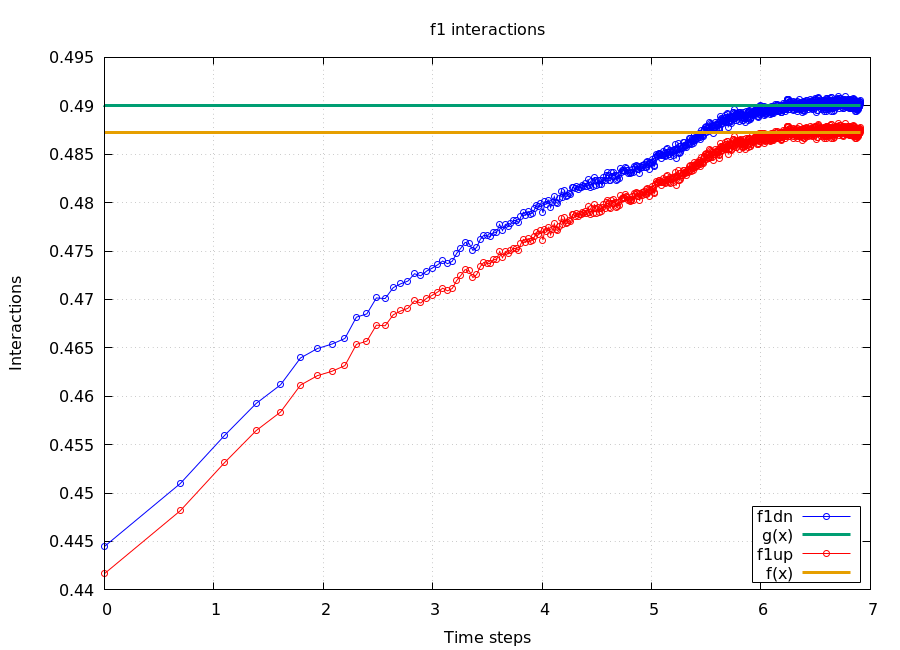 f1 interactions
0.495
0.49
0.485
0.48
0.475
0.47
0.465
0.46
0.455
0.45
0.445
0.44
Interactions
f1dn
g(x)
f1up
f(x)
0 1 2 3 4 5 6 7
Time steps